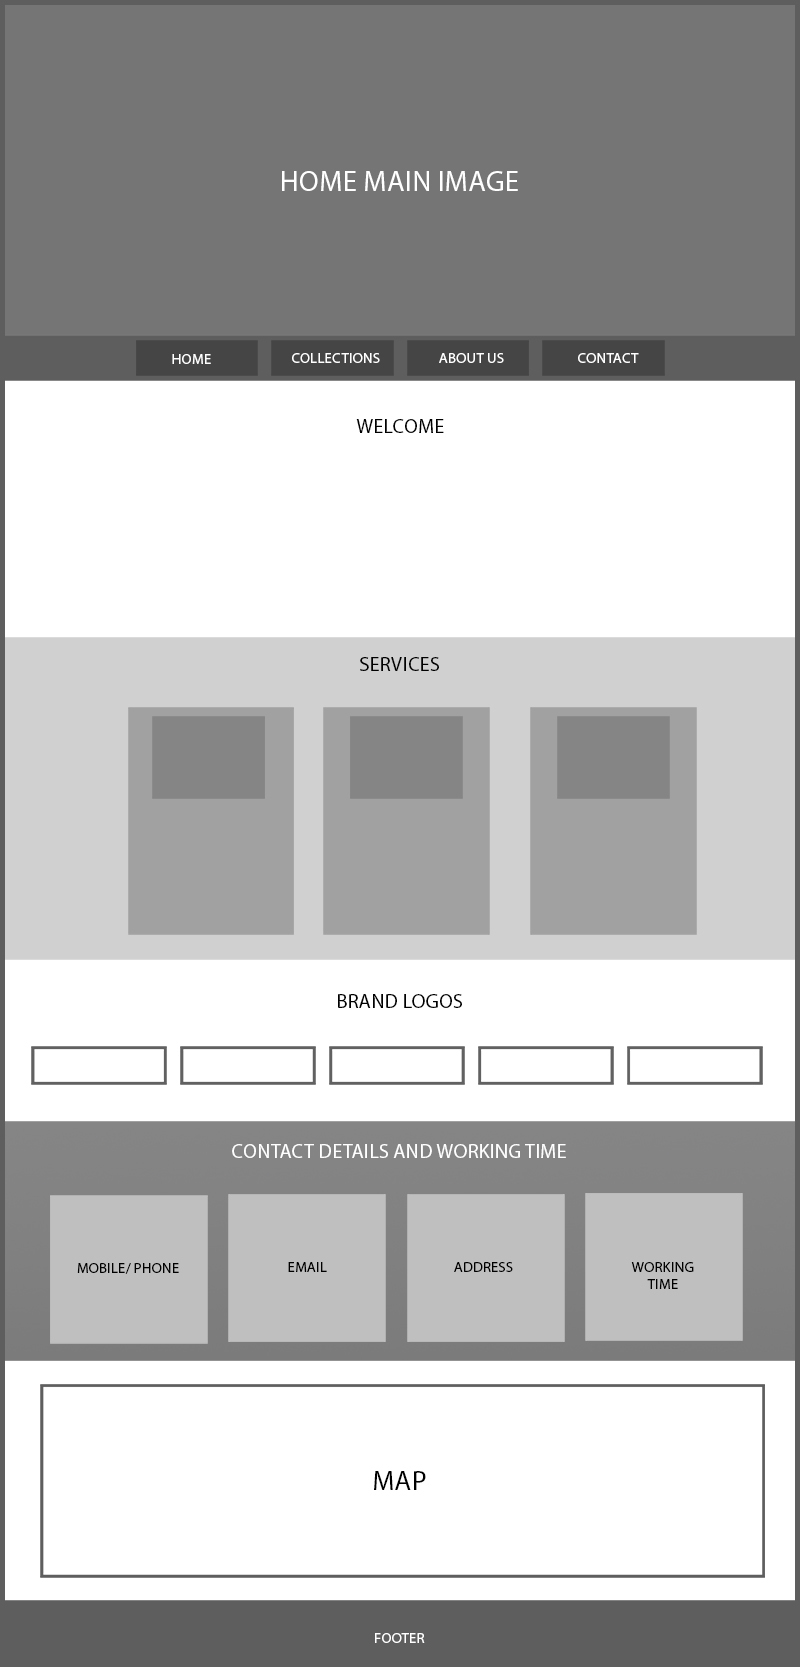 HOME MAIN IMAGE
HOME
COLLECTIONS
ABOUT US
CONTACT
WELCOME
SERVICES
BRAND LOGOS
CONTACT DETAILS AND WORKING TIME
MOBILE/ PHONE
EMAIL
ADDRESS
WORKING
TIME
MAP
FOOTER